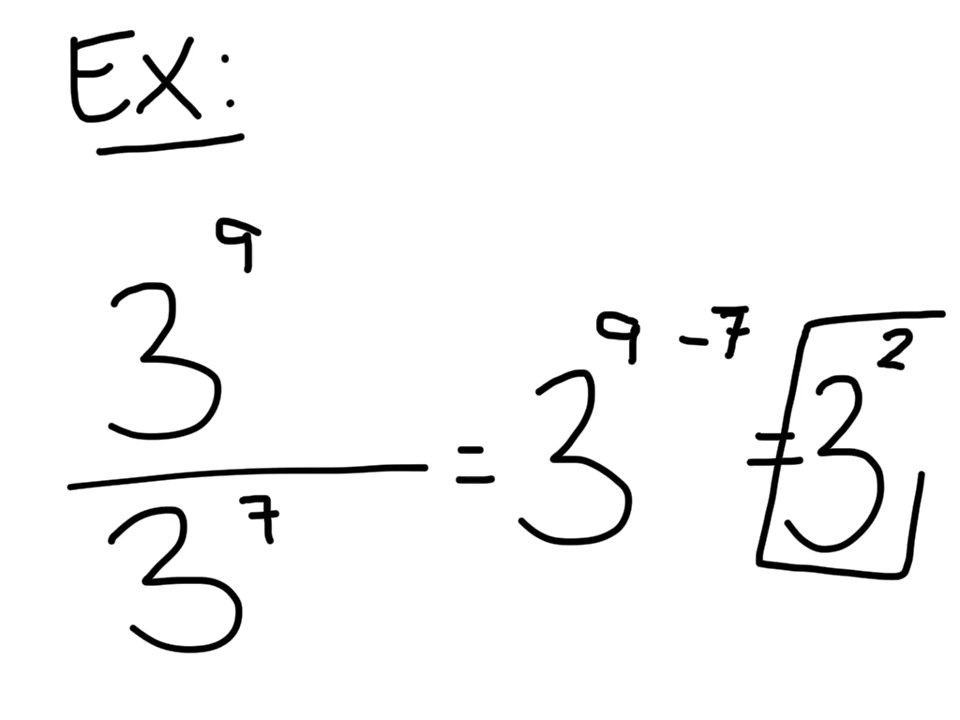 EX:
3^9 / 3^7 = 3^9-7 = 3^2